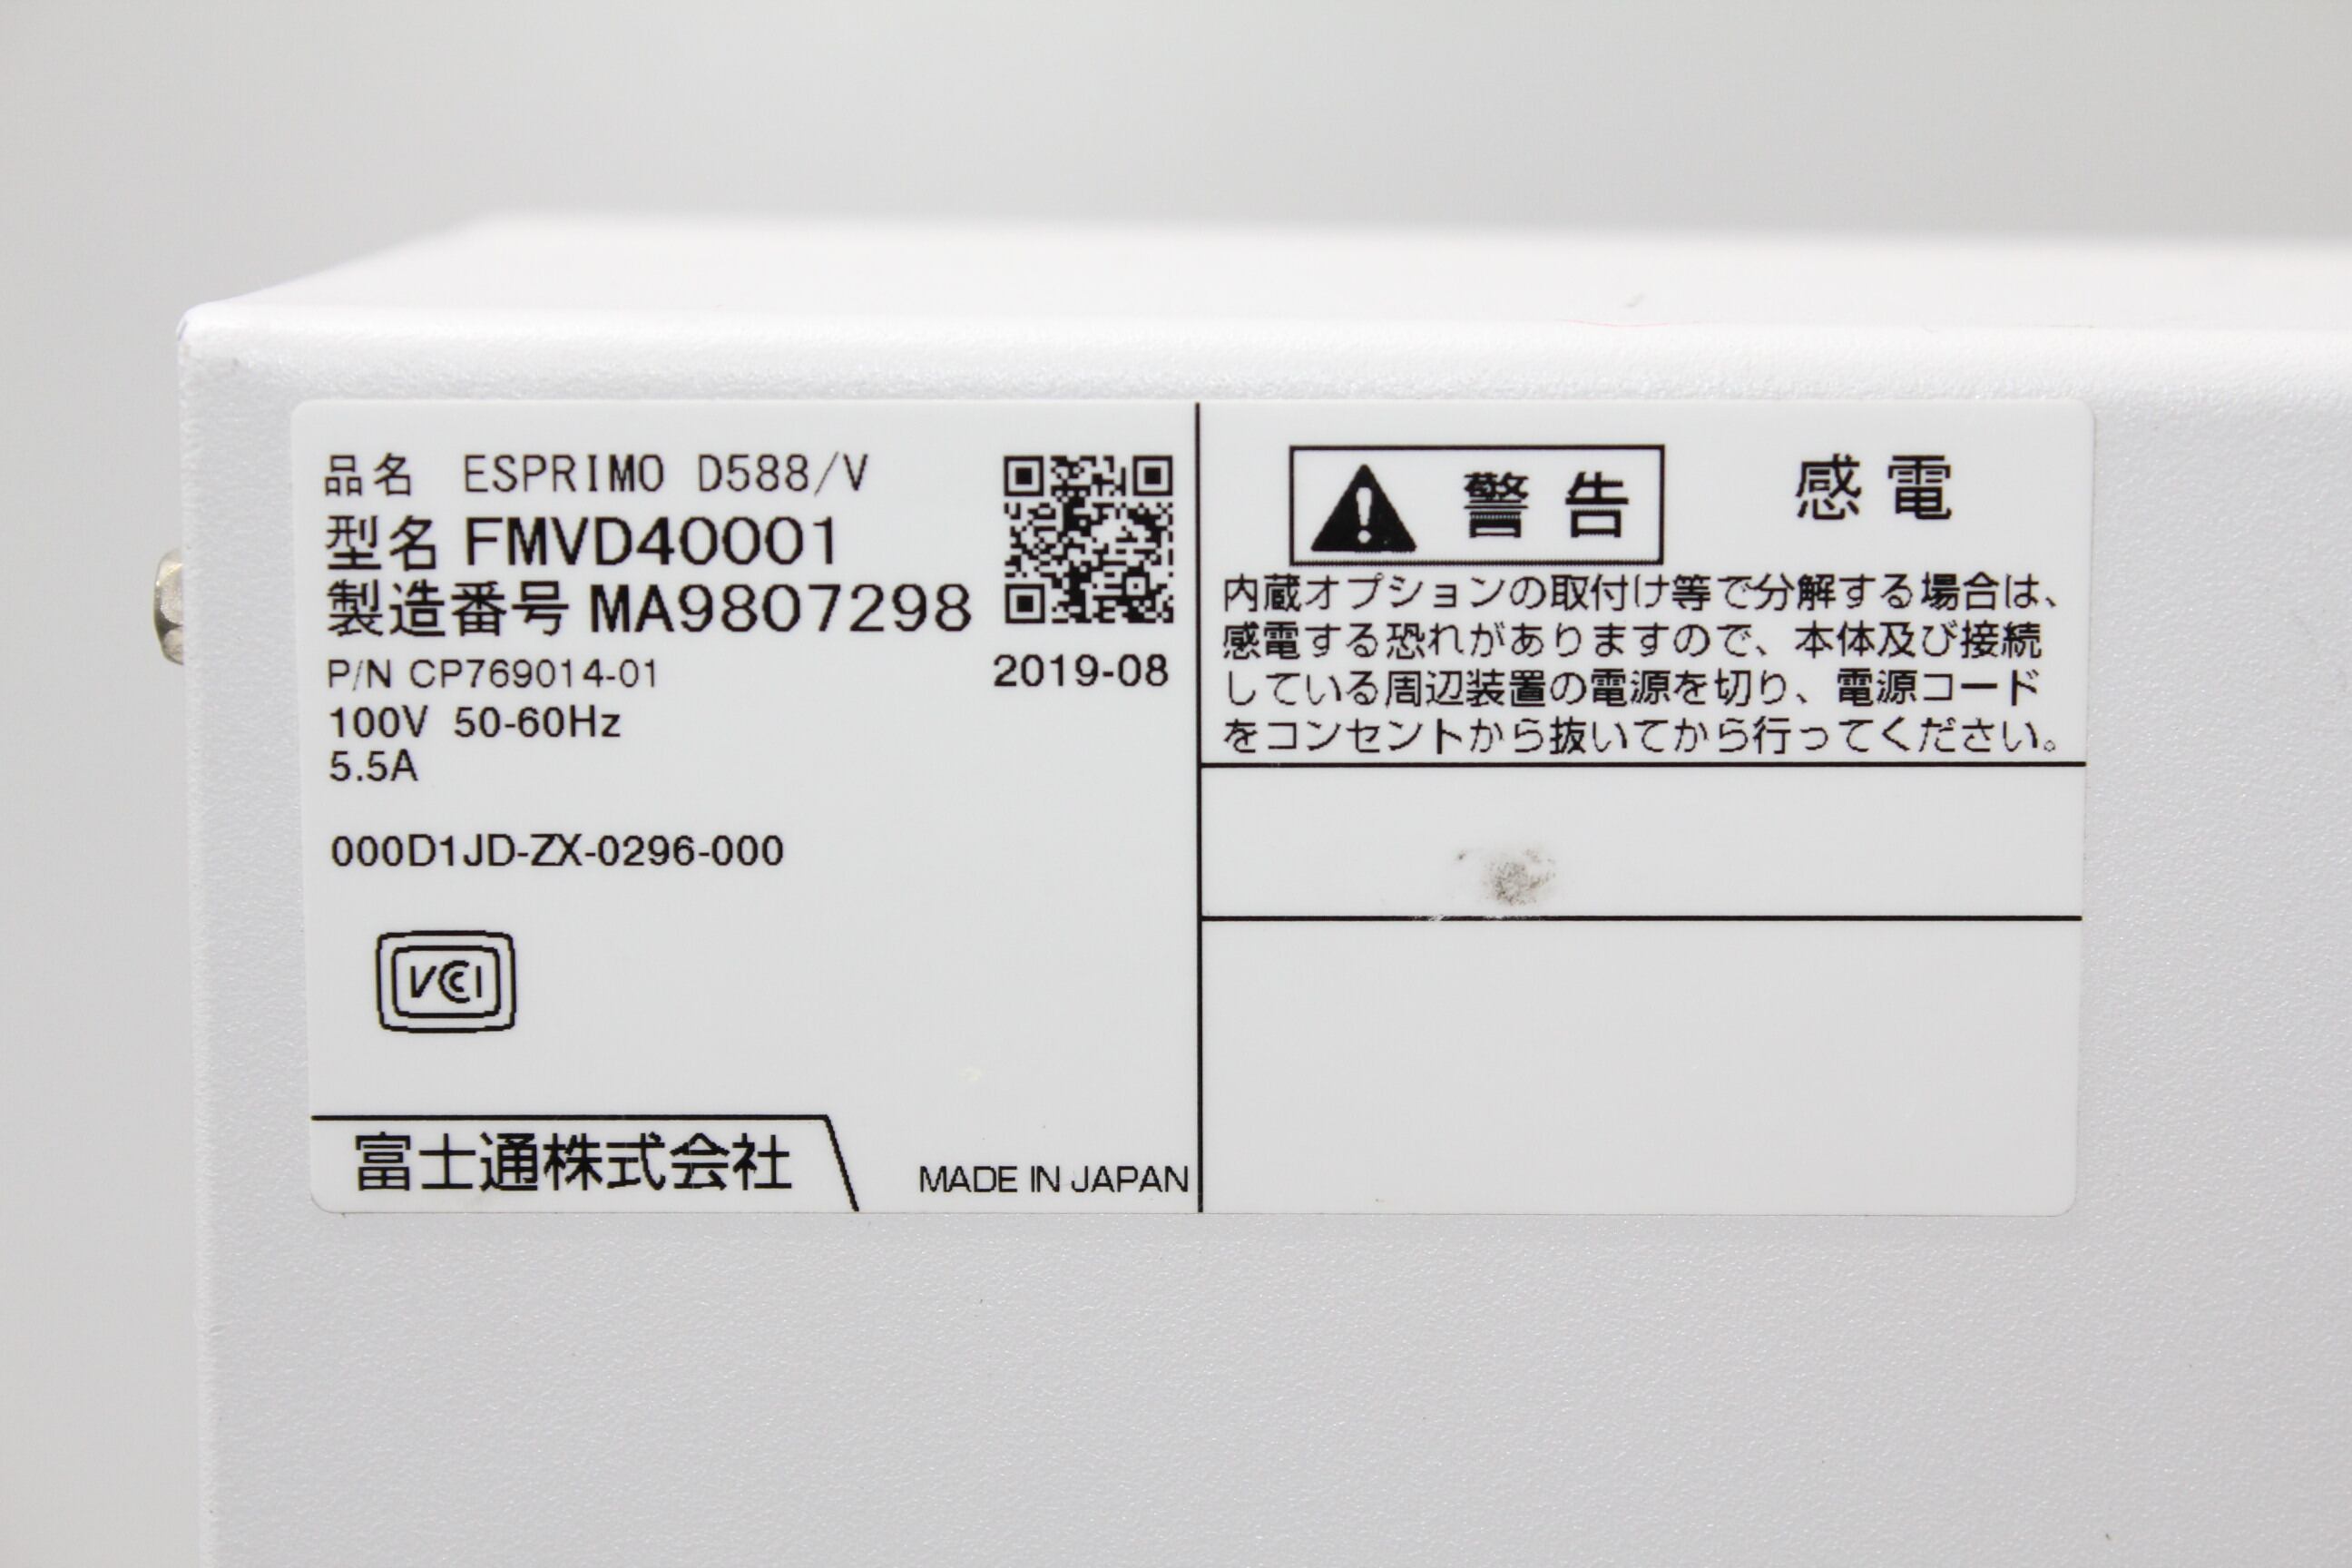 品名 ESPRIMO D588/V
型名 FMVD40001
製造番号 MA9807298
P/N CP769014-01
2019-08
100V 50-60Hz
5.5A
000D1JD-ZX-0296-000
VCCI
富士通株式会社
MADE IN JAPAN
警告 感電
内蔵オプションの取付け等で分解する場合は、
感電する恐れがありますので、本体及び接続
している周辺装置の電源を切り、電源コード
をコンセントから抜いてから行ってください。